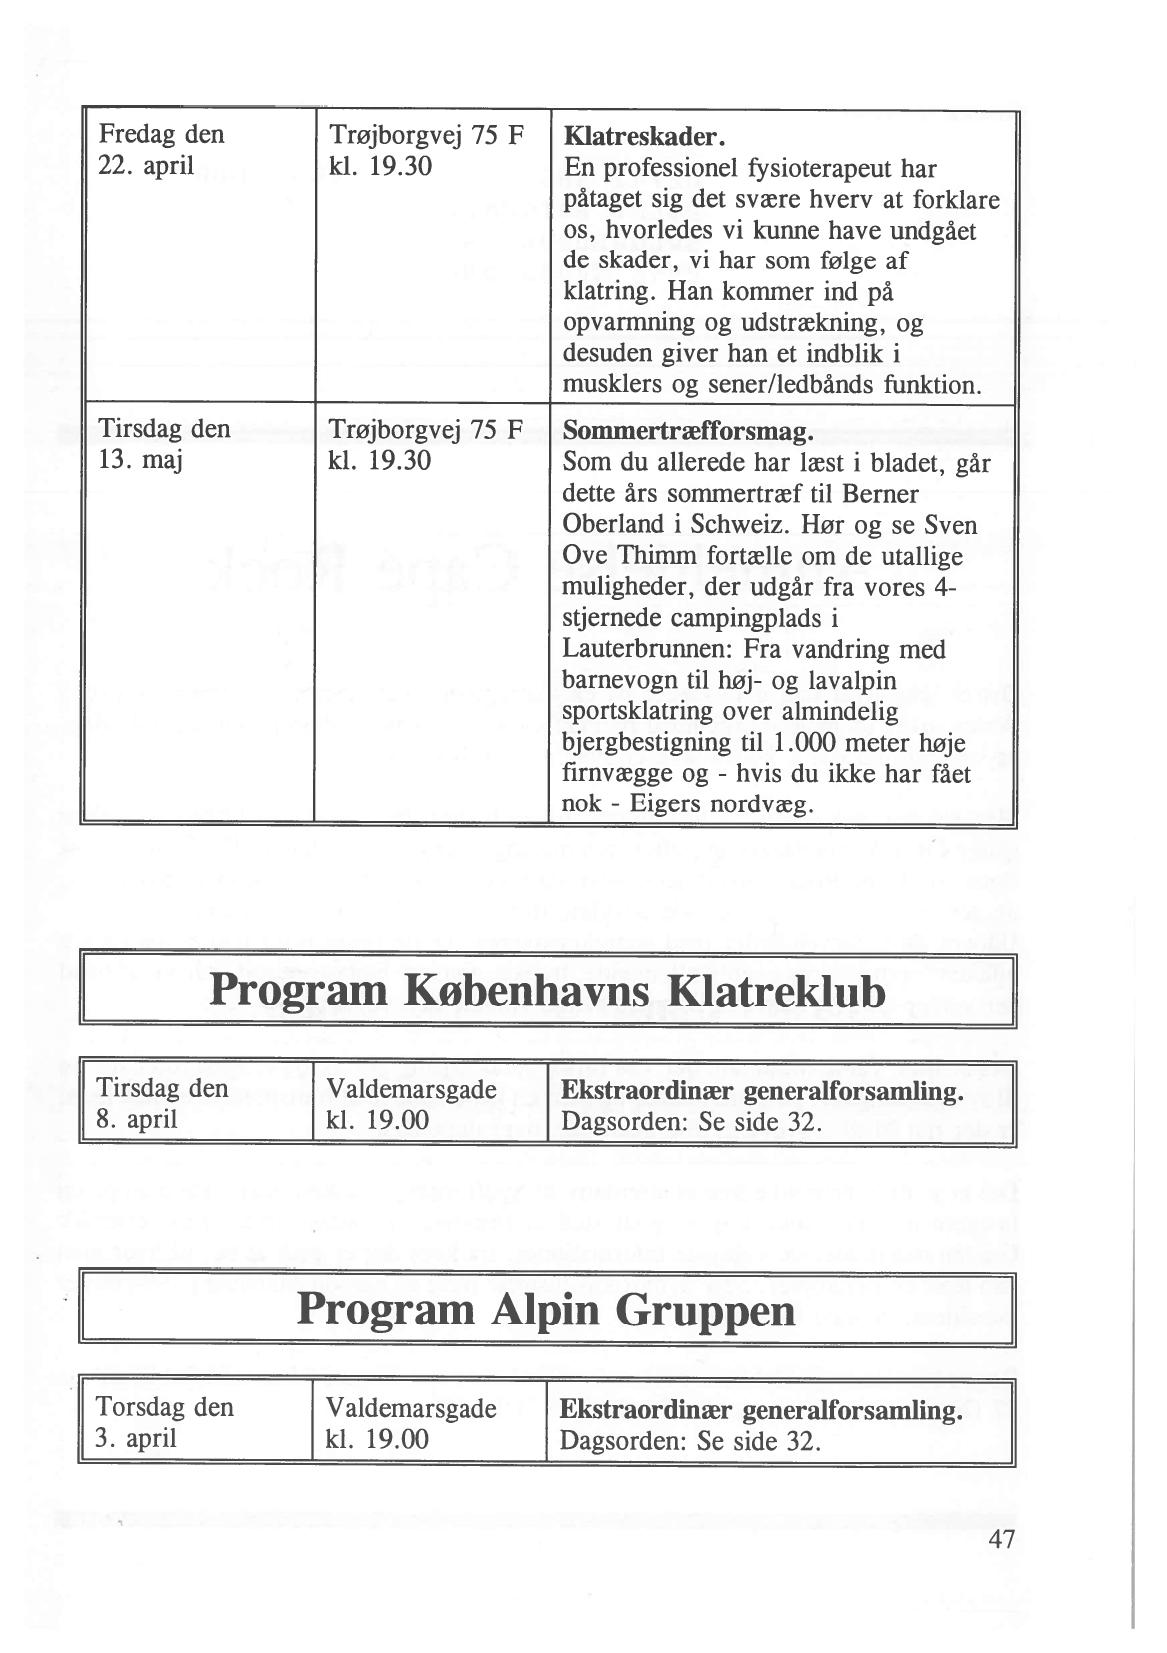 Fredag den
22. april
Trøjborgvej 75 F
kl. 19.30
Klatreskader.
En professionel fysioterapeut har
påtaget sig det svære hverv at forklare
os, hvorledes vi kunne have undgået
de skader, vi har som følge af
klatring. Han kommer ind på
opvarmning og udstrækning, og
desuden giver han et indblik i
musklers og sener/ledbånds funktion.
Tirsdag den
13. maj
Trøjborgvej 75 F
kl. 19.30
Sommertræfforsmag.
Som du allerede har læst i bladet, går
dette års sommertræf til Berner
Oberland i Schweiz. Hør og se Sven
Ove Thimm fortælle om de utallige
muligheder, der udgår fra vores 4-
stjernede campingplads i
Lauterbrunnen: Fra vandring med
barnevogn til høj- og lavalpin
sportsklatring over almindelig
bjergbestigning til 1.000 meter høje
firnvægge og - hvis du ikke har fået
nok - Eigers nordvæg.
Program Københavns Klatreklub
Tirsdag den
8. april
Valdemarsgade
kl. 19.00
Ekstraordinær generalforsamling.
Dagsorden: Se side 32.
Program Alpin Gruppen
Torsdag den
3. april
Valdemarsgade
kl. 19.00
Ekstraordinær generalforsamling.
Dagsorden: Se side 32.
47